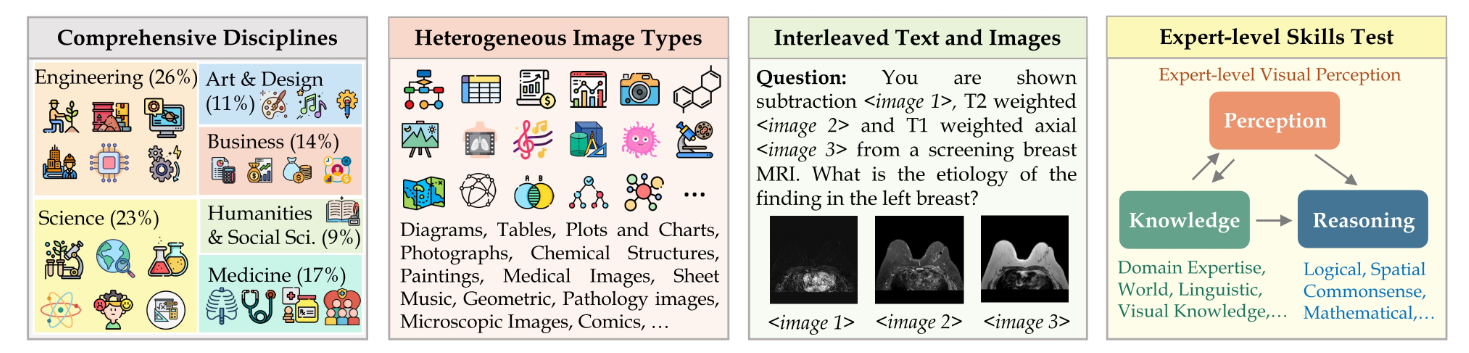 Comprehensive Disciplines
Engineering (26%)
Art & Design
(11%)
Business (14%)
Science (23%)
Humanities
& Social Sci. (9%)
Medicine (17%)
Heterogeneous Image Types
A B
...
Diagrams, Tables, Plots and Charts,
Photographs, Chemical Structures,
Paintings, Medical Images, Sheet
Music, Geometric, Pathology images,
Microscopic Images, Comics, …
Interleaved Text and Images
Question: You are shown
subtraction <image 1>, T2 weighted
<image 2> and T1 weighted axial
<image 3> from a screening breast
MRI. What is the etiology of the
finding in the left breast?
<image 1> <image 2> <image 3>
Expert-level Skills Test
Expert-level Visual Perception
Perception
Knowledge
Reasoning
Domain Expertise,
World, Linguistic,
Visual Knowledge,…
Logical, Spatial
Commonsense,
Mathematical,…